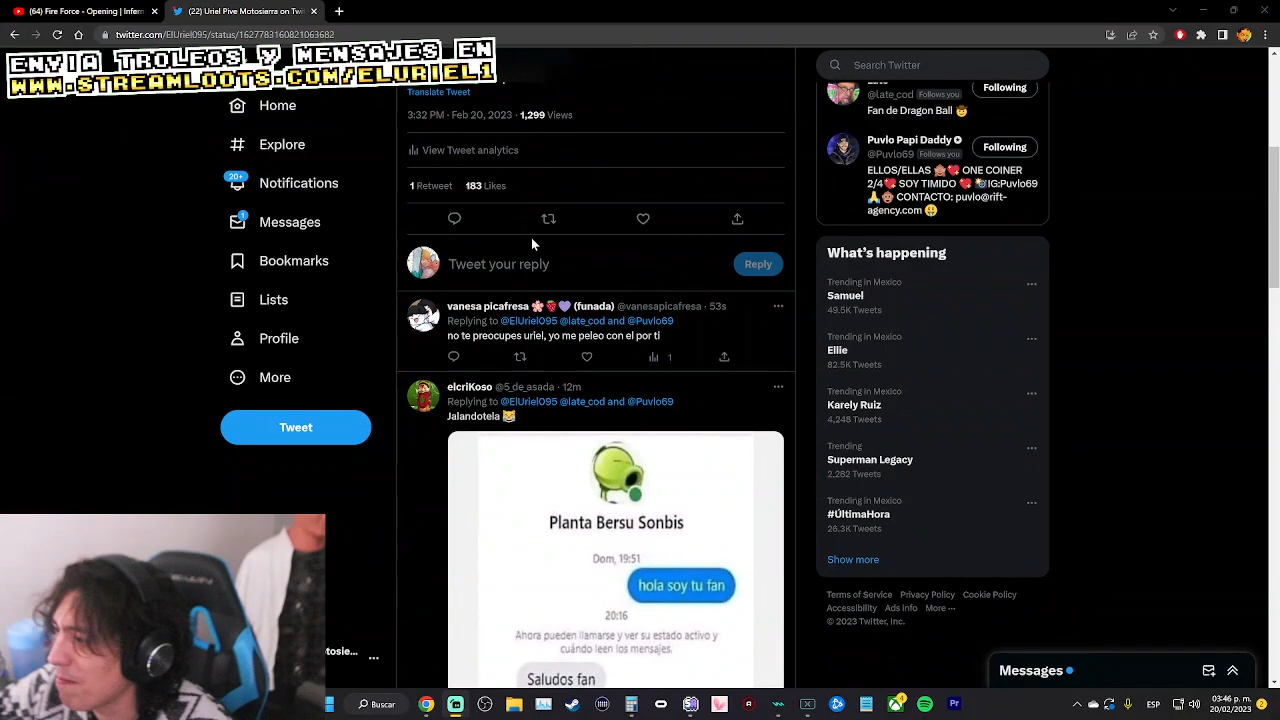 (64) Fire Force - Opening | Infern
(22) Uriel Pive Motosierra on Twi
twitter.com/ElUriel095/status/1627783160821063682
ENVIA TROLEOS Y MENSAJES EN
WWW.STREAMLOOTS.COM/ELURIEL1
Search Twitter
Home
Explore
20+
Notifications
1
Messages
Bookmarks
Lists
Profile
More
Tweet
Translate Tweet
3:32 PM · Feb 20, 2023 · 1,299 Views
View Tweet analytics
1 Retweet 183 Likes
Tweet your reply
Reply
vanesa picafresa 🌸🍓💜 (funada) @vanesapicafresa · 53s
Replying to @ElUriel095 @late_cod and @Puvlo69
no te preocupes uriel, yo me peleo con el por ti
1
elcriKoso @5_de_asada · 12m
Replying to @ElUriel095 @late_cod and @Puvlo69
Jalandotela 😹
Planta Bersu Sonbis
Dom, 19:51
hola soy tu fan
20:16
Ahora pueden llamarse y ver su estado activo y
cuándo leen los mensajes.
Saludos fan
@late_cod Follows you
Following
Fan de Dragon Ball 🤠
Puvlo Papi Daddy
@Puvlo69 Follows you
Following
ELLOS/ELLAS 🙈❤️ ONE COINER
2/4❤️ SOY TIMIDO ❤️ 📸IG:Puvlo69
🙏🐵 CONTACTO: puvlo@rift-
agency.com 😃
What's happening
Trending in Mexico
Samuel
49.5K Tweets
Trending in Mexico
Ellie
82.5K Tweets
Trending in Mexico
Karely Ruiz
4,248 Tweets
Trending
Superman Legacy
2,282 Tweets
Trending in Mexico
#ÚltimaHora
26.3K Tweets
Show more
Terms of Service Privacy Policy Cookie Policy
Accessibility Ads info More ···
© 2023 Twitter, Inc.
Messages
tosie...
Buscar
ESP
03:46 p. m.
20/02/2023
2